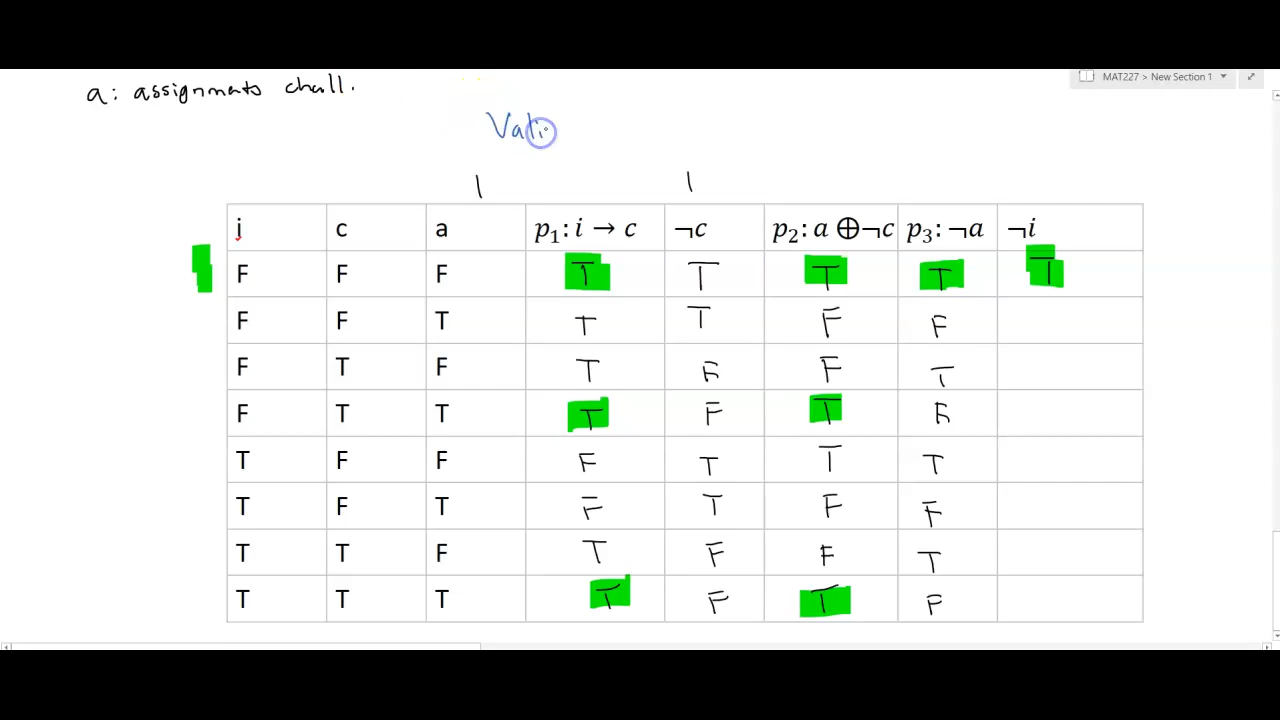 MAT227 > New Section 1
a: assignments chall.
Vali
| |
i c a p₁: i → c ¬c p₂: a ⊕¬c p₃: ¬a ¬i
F F F T T T T T
F F T T T F F
F T F T F F T
F T T T F T F
T F F F T T T
T F T F T F F
T T F T F F T
T T T T F T F